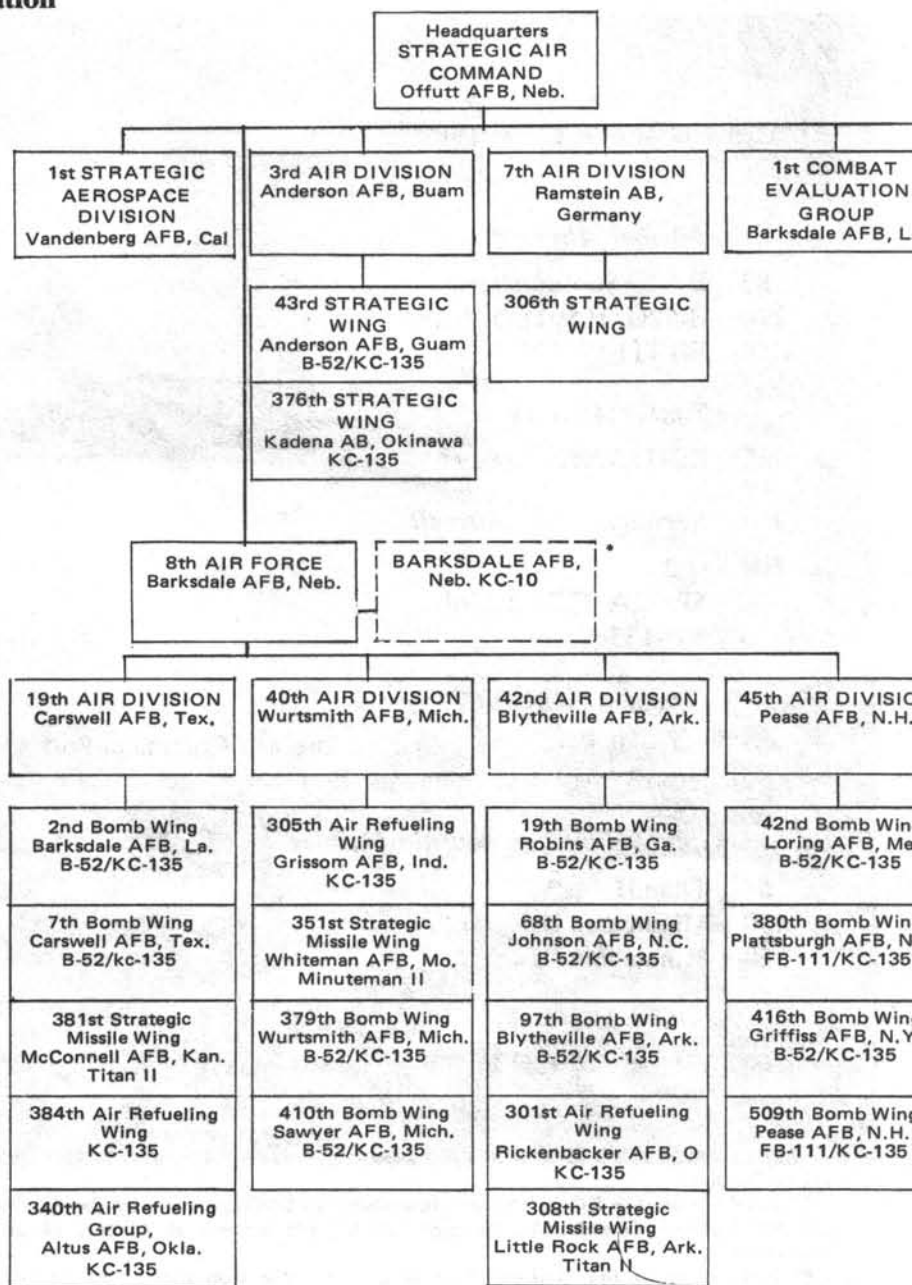 Headquarters
STRATEGIC AIR
COMMAND
Offutt AFB, Neb.
1st STRATEGIC
AEROSPACE
DIVISION
Vandenberg AFB, Cal
3rd AIR DIVISION
Anderson AFB, Buam
7th AIR DIVISION
Ramstein AB,
Germany
1st COMBAT
EVALUATION
GROUP
Barksdale AFB, L
43rd STRATEGIC
WING
Anderson AFB, Guam
B-52/KC-135
306th STRATEGIC
WING
376th STRATEGIC
WING
Kadena AB, Okinawa
KC-135
8th AIR FORCE
Barksdale AFB, Neb.
BARKSDALE AFB,
Neb. KC-10
19th AIR DIVISION
Carswell AFB, Tex.
40th AIR DIVISION
Wurtsmith AFB, Mich.
42nd AIR DIVISION
Blytheville AFB, Ark.
45th AIR DIVISIO
Pease AFB, N.H.
2nd Bomb Wing
Barksdale AFB, La.
B-52/KC-135
7th Bomb Wing
Carswell AFB, Tex.
B-52/kc-135
381st Strategic
Missile Wing
McConnell AFB, Kan.
Titan II
384th Air Refueling
Wing
KC-135
340th Air Refueling
Group,
Altus AFB, Okla.
KC-135
305th Air Refueling
Wing
Grissom AFB, Ind.
KC-135
351st Strategic
Missile Wing
Whiteman AFB, Mo.
Minuteman II
379th Bomb Wing
Wurtsmith AFB, Mich.
B-52/KC-135
410th Bomb Wing
Sawyer AFB, Mich.
B-52/KC-135
19th Bomb Wing
Robins AFB, Ga.
B-52/KC-135
68th Bomb Wing
Johnson AFB, N.C.
B-52/KC-135
97th Bomb Wing
Blytheville AFB, Ark.
B-52/KC-135
301st Air Refueling
Wing
Rickenbacker AFB, O
KC-135
308th Strategic
Missile Wing
Little Rock AFB, Ark.
Titan II
42nd Bomb Win
Loring AFB, Me
B-52/KC-135
380th Bomb Win
Plattsburgh AFB, N
FB-111/KC-135
416th Bomb Wing
Griffiss AFB, N.Y
B-52/KC-135
509th Bomb Wing
Pease AFB, N.H.
FB-111/KC-135